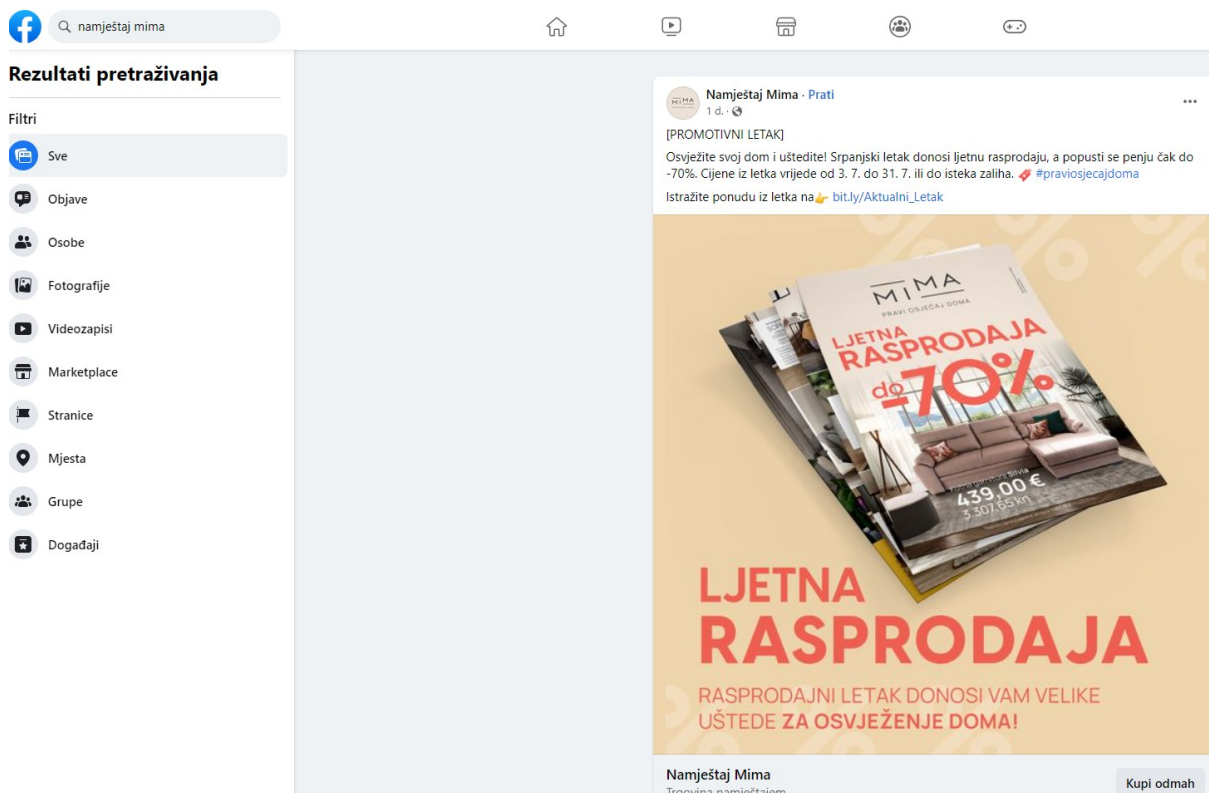 namještaj mima
Rezultati pretraživanja
Filtri
Sve
Objave
Osobe
Fotografije
Videozapisi
Marketplace
Stranice
Mjesta
Grupe
Događaji
Namještaj Mima · Prati
1 d. ·
[PROMOTIVNI LETAK]
Osvježite svoj dom i uštedite! Srpanjski letak donosi ljetnu rasprodaju, a popusti se penju čak do
-70%. Cijene iz letka vrijede od 3. 7. do 31. 7. ili do isteka zaliha. #praviosjecajdoma
Istražite ponudu iz letka na👉 bit.ly/Aktualni_Letak
MIMA
PRAVI OSJEĆAJ DOMA
LJETNA
RASPRODAJA
do -70%
Silvia
439,00 €
3.307,65 kn
LJETNA
RASPRODAJA
RASPRODAJNI LETAK DONOSI VAM VELIKE
UŠTEDE ZA OSVJEŽENJE DOMA!
Namještaj Mima
Trgovina namještajem
Kupi odmah